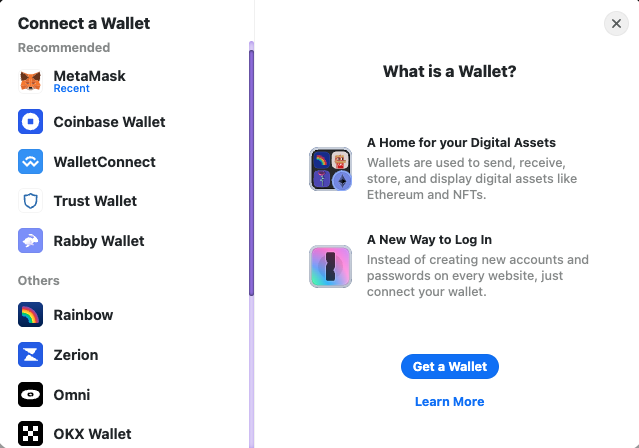 Connect a Wallet
Recommended
MetaMask
Recent
Coinbase Wallet
WalletConnect
Trust Wallet
Rabby Wallet
Others
Rainbow
Zerion
Omni
OKX Wallet
What is a Wallet?
A Home for your Digital Assets
Wallets are used to send, receive,
store, and display digital assets like
Ethereum and NFTs.
A New Way to Log In
Instead of creating new accounts and
passwords on every website, just
connect your wallet.
Get a Wallet
Learn More